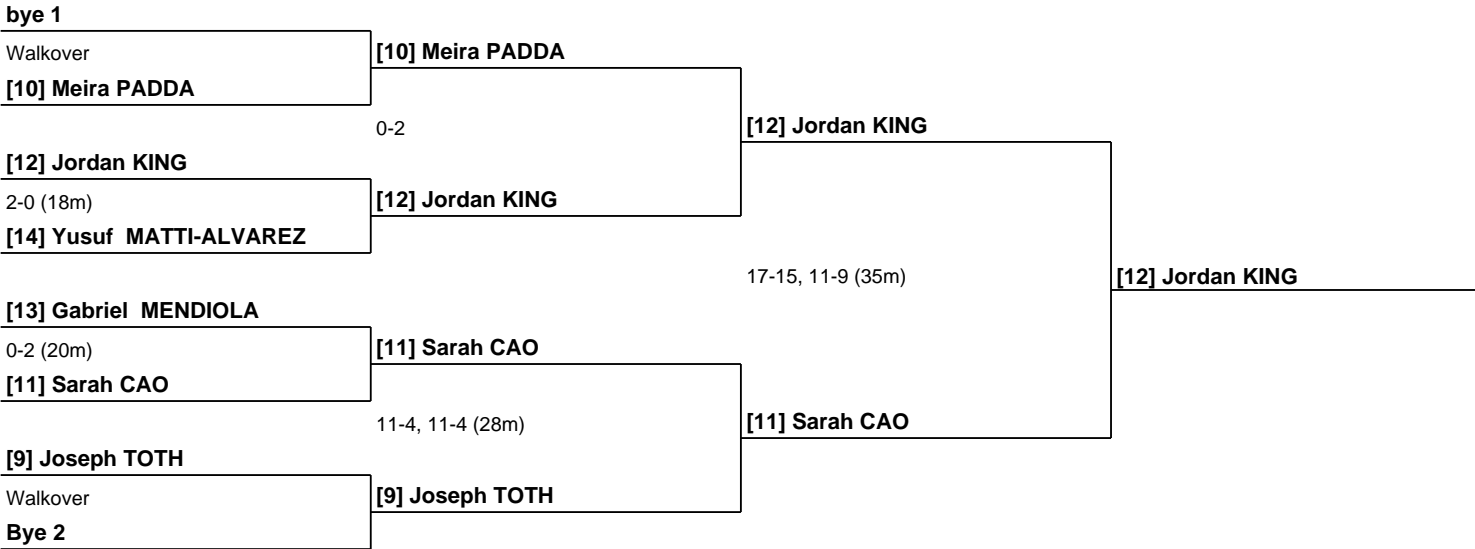 bye 1
Walkover
[10] Meira PADDA
[10] Meira PADDA
0-2
[12] Jordan KING
[12] Jordan KING
2-0 (18m)
[12] Jordan KING
[14] Yusuf  MATTI-ALVAREZ
17-15, 11-9 (35m)
[12] Jordan KING
[13] Gabriel  MENDIOLA
0-2 (20m)
[11] Sarah CAO
[11] Sarah CAO
11-4, 11-4 (28m)
[11] Sarah CAO
[9] Joseph TOTH
Walkover
[9] Joseph TOTH
Bye 2